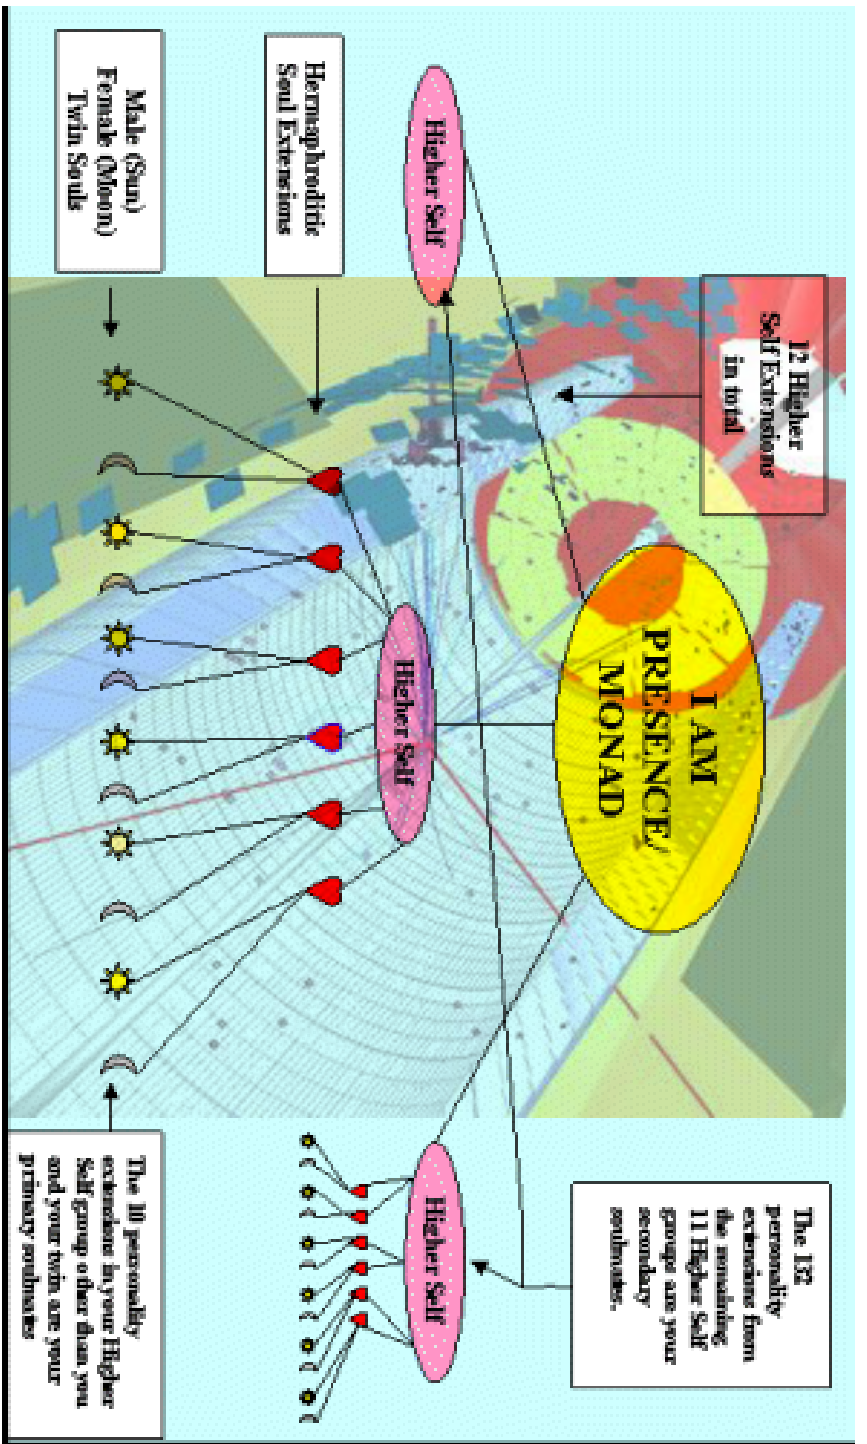 12 Higher
Self Extensions
in total
I AM
PRESENCE/
MONAD
The 132
personality
extensions from
the remaining
11 Higher Self
groups are your
secondary
soulmates.
Higher Self
Higher Self
Higher Self
Hermaphroditic
Soul Extensions
Male (Sun)
Female (Moon)
Twin Souls
The 10 personality
extensions in your Higher
Self group other than you
and your twin are your
primary soulmates